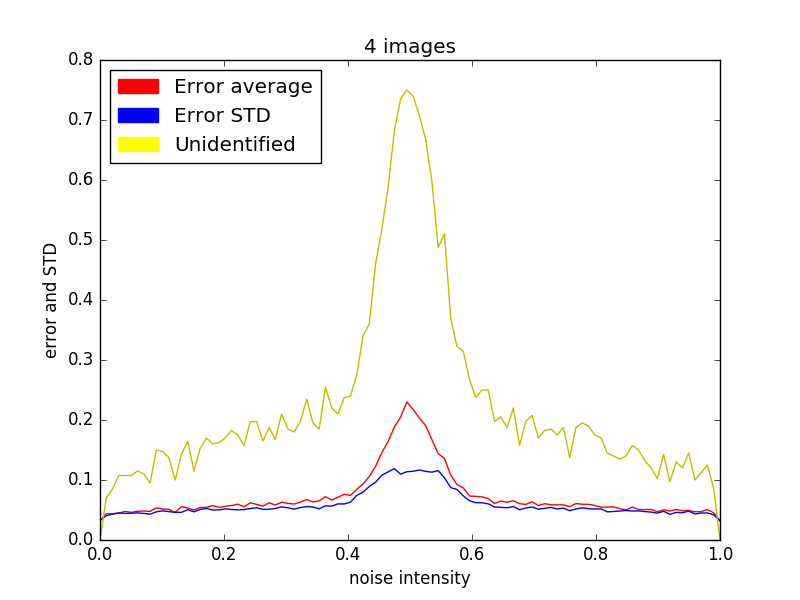 4 images
Error average
Error STD
Unidentified
error and STD
0.8
0.7
0.6
0.5
0.4
0.3
0.2
0.1
0.0
0.0 0.2 0.4 0.6 0.8 1.0
noise intensity